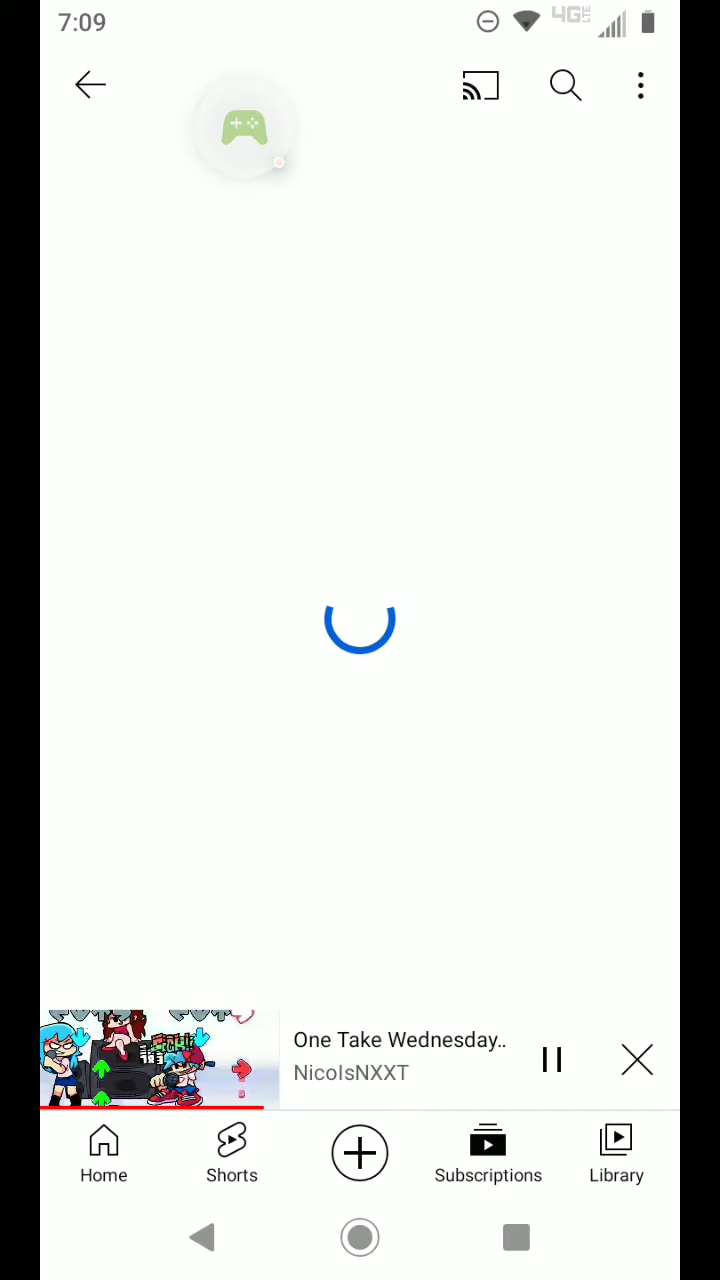 7:09
4G LTE
One Take Wednesday..
NicoIsNXXT
Home
Shorts
Subscriptions
Library